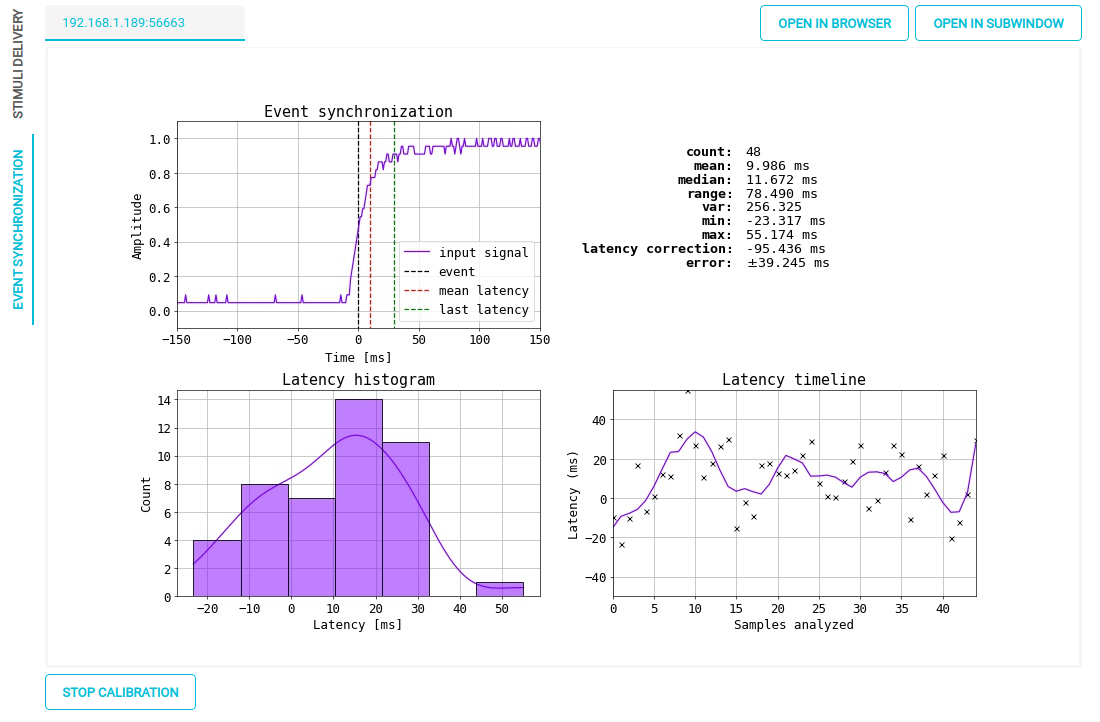 STIMULI DELIVERY
EVENT SYNCHRONIZATION
192.168.1.189:56663
OPEN IN BROWSER
OPEN IN SUBWINDOW
Event synchronization
Amplitude
1.0
0.8
0.6
0.4
0.2
0.0
input signal
event
mean latency
last latency
−150 −100 −50 0 50 100 150
Time [ms]
count: 48
mean: 9.986 ms
median: 11.672 ms
range: 78.490 ms
var: 256.325
min: -23.317 ms
max: 55.174 ms
latency correction: -95.436 ms
error: ±39.245 ms
Latency histogram
Count
14
12
10
8
6
4
2
0
−20 −10 0 10 20 30 40 50
Latency [ms]
Latency timeline
Latency (ms)
40
20
0
−20
−40
0 5 10 15 20 25 30 35 40
Samples analyzed
STOP CALIBRATION